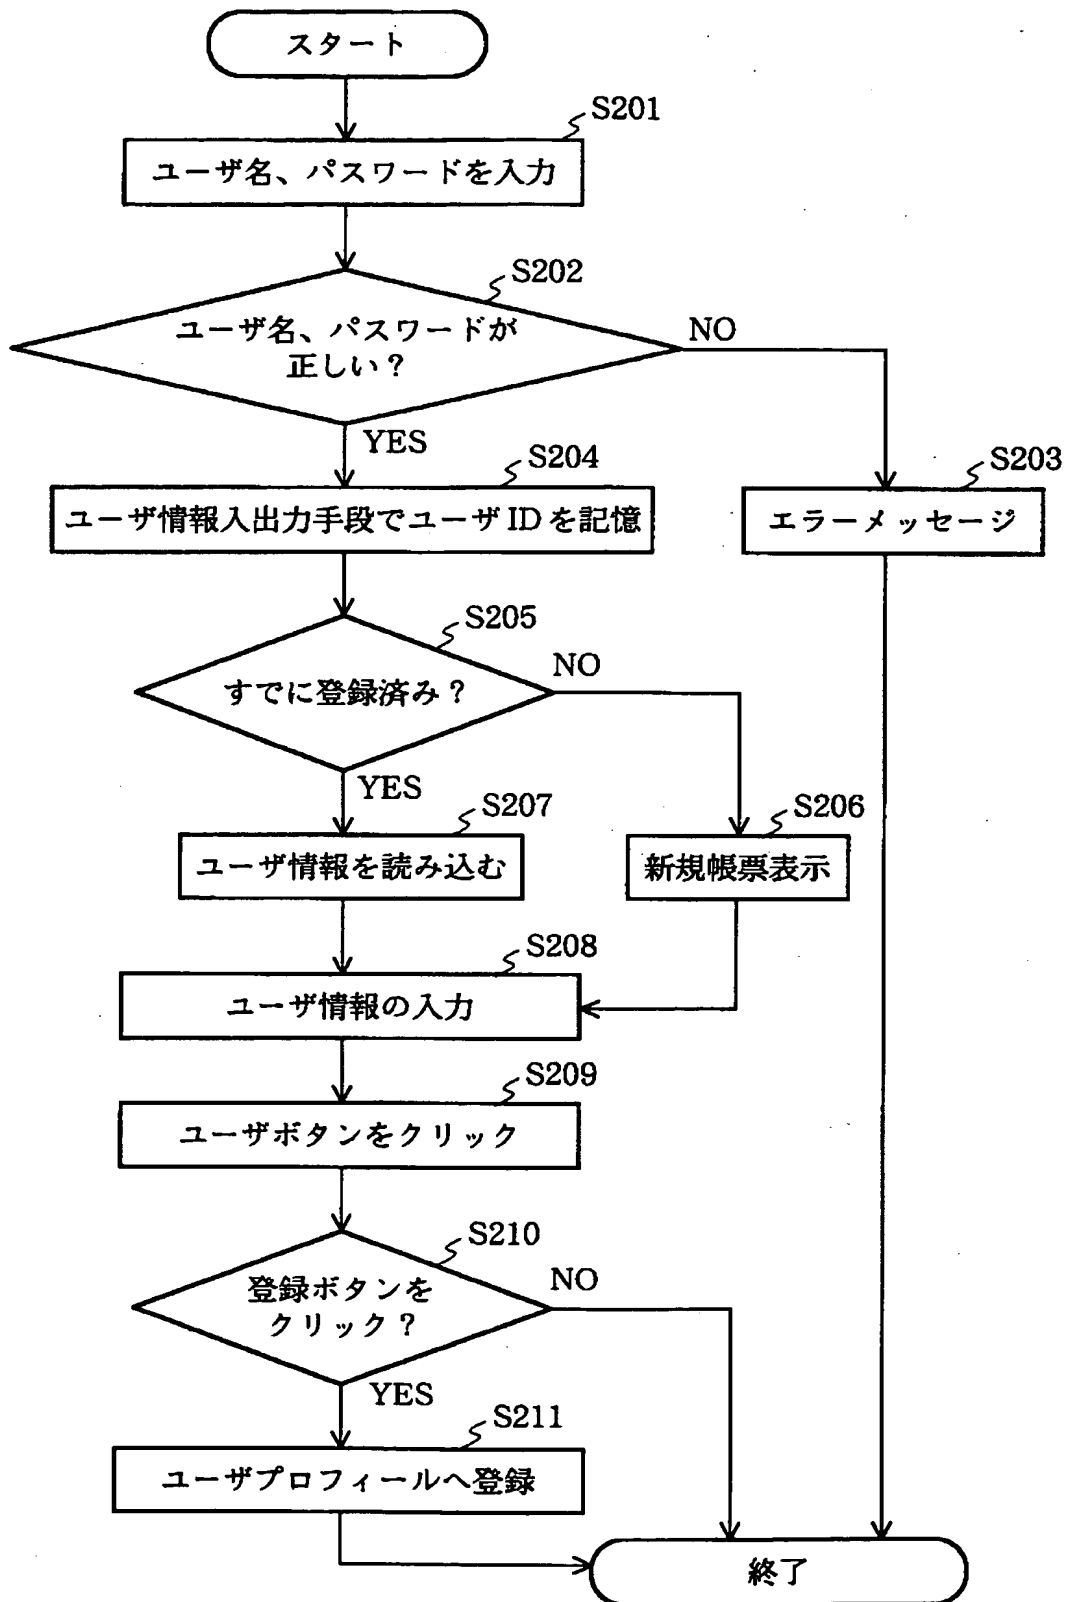 スタート
S201
ユーザ名、パスワードを入力
S202
ユーザ名、パスワードが
正しい?
NO
YES
S204
S203
ユーザ情報入出力手段でユーザIDを記憶
エラーメッセージ
S205
すでに登録済み?
NO
YES
S207
S206
ユーザ情報を読み込む
新規帳票表示
S208
ユーザ情報の入力
S209
ユーザボタンをクリック
S210
登録ボタンを
クリック?
NO
YES
S211
ユーザプロフィールへ登録
終了